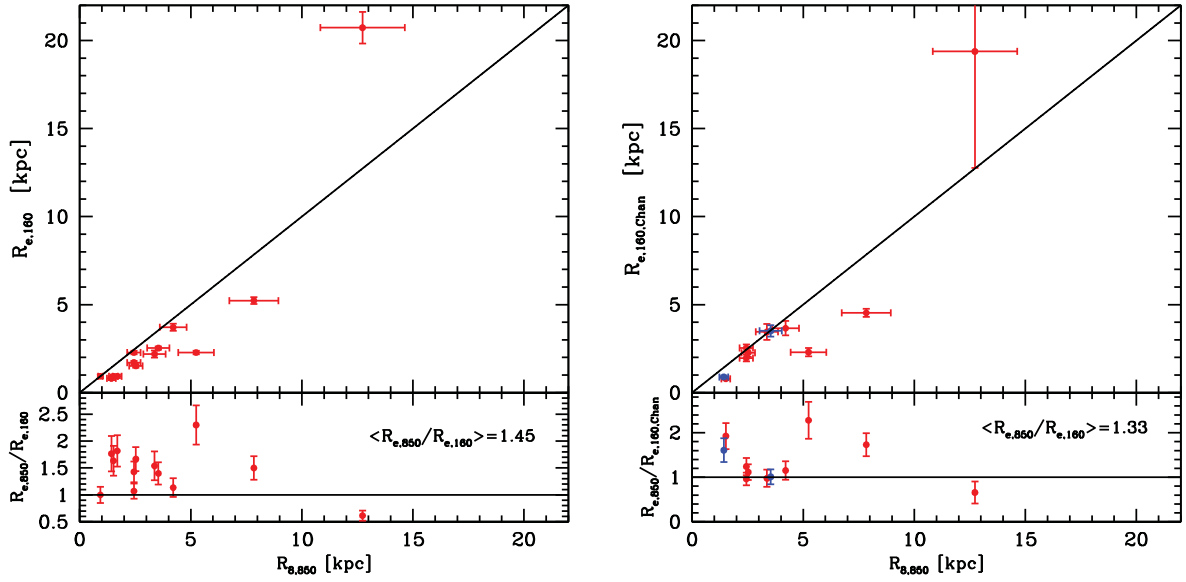 20
15
10
5
0
R_e,160 [kpc]
2.5
2
1.5
1
0.5
R_e,850/R_e,160
<R_e,850/R_e,160>=1.45
0 5 10 15 20
R_8,850 [kpc]
20
15
10
5
0
R_e,160,Chan [kpc]
2
1
0
R_e,850/R_e,160,Chan
<R_e,850/R_e,160>=1.33
0 5 10 15 20
R_8,850 [kpc]